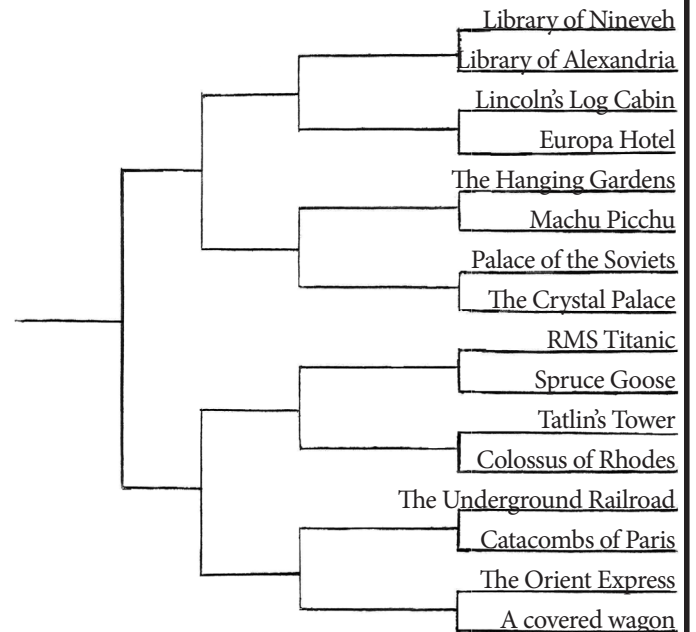 Library of Nineveh
Library of Alexandria
Lincoln's Log Cabin
Europa Hotel
The Hanging Gardens
Machu Picchu
Palace of the Soviets
The Crystal Palace
RMS Titanic
Spruce Goose
Tatlin's Tower
Colossus of Rhodes
The Underground Railroad
Catacombs of Paris
The Orient Express
A covered wagon